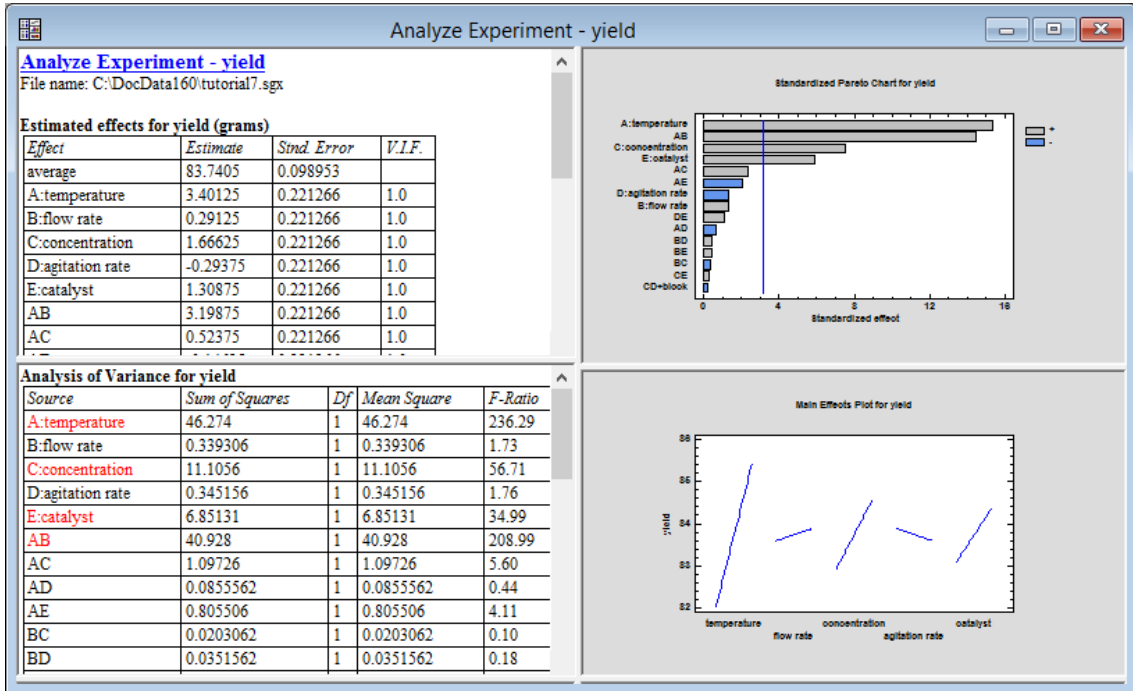 Analyze Experiment - yield
Analyze Experiment - yield
File name: C:\DocData160\tutorial7.sgx
Estimated effects for yield (grams)
Effect Estimate Stnd. Error V.I.F.
average 83.7405 0.098953
A:temperature 3.40125 0.221266 1.0
B:flow rate 0.29125 0.221266 1.0
C:concentration 1.66625 0.221266 1.0
D:agitation rate -0.29375 0.221266 1.0
E:catalyst 1.30875 0.221266 1.0
AB 3.19875 0.221266 1.0
AC 0.52375 0.221266 1.0
Standardized Pareto Chart for yield
A:temperature
AB
C:concentration
E:catalyst
AC
AE
D:agitation rate
B:flow rate
DE
AD
BD
BE
BC
CE
CD+block
0 4 8 12 16
Standardized effect
+
-
Analysis of Variance for yield
Source Sum of Squares Df Mean Square F-Ratio
A:temperature 46.274 1 46.274 236.29
B:flow rate 0.339306 1 0.339306 1.73
C:concentration 11.1056 1 11.1056 56.71
D:agitation rate 0.345156 1 0.345156 1.76
E:catalyst 6.85131 1 6.85131 34.99
AB 40.928 1 40.928 208.99
AC 1.09726 1 1.09726 5.60
AD 0.0855562 1 0.0855562 0.44
AE 0.805506 1 0.805506 4.11
BC 0.0203062 1 0.0203062 0.10
BD 0.0351562 1 0.0351562 0.18
Main Effects Plot for yield
86
85
84
83
82
yield
temperature concentration catalyst
flow rate agitation rate